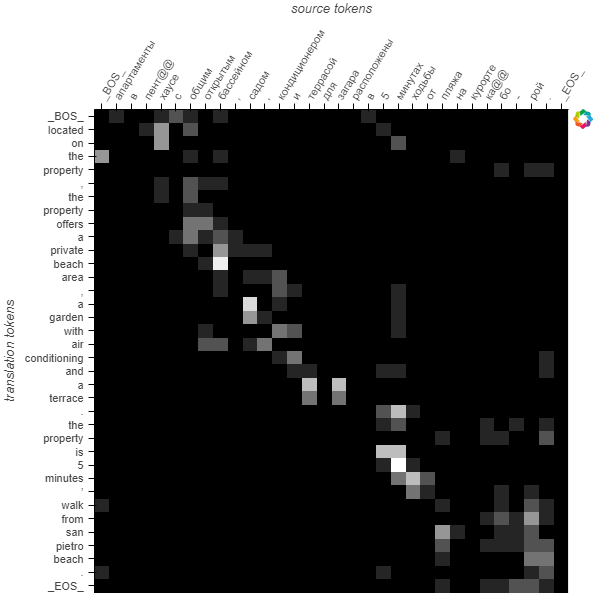 source tokens
_BOS_
апартаменты
в
пент@@
хаусе
с
общим
открытым
бассейном
,
садом
,
кондиционером
и
террасой
для
загара
расположены
в
5
минутах
ходьбы
от
пляжа
на
курорте
ка@@
бо
-
рой
.
_EOS_
translation tokens
_BOS_
located
on
the
property
,
the
property
offers
a
private
beach
area
,
a
garden
with
air
conditioning
and
a
terrace
.
the
property
is
5
minutes
'
walk
from
san
pietro
beach
.
_EOS_